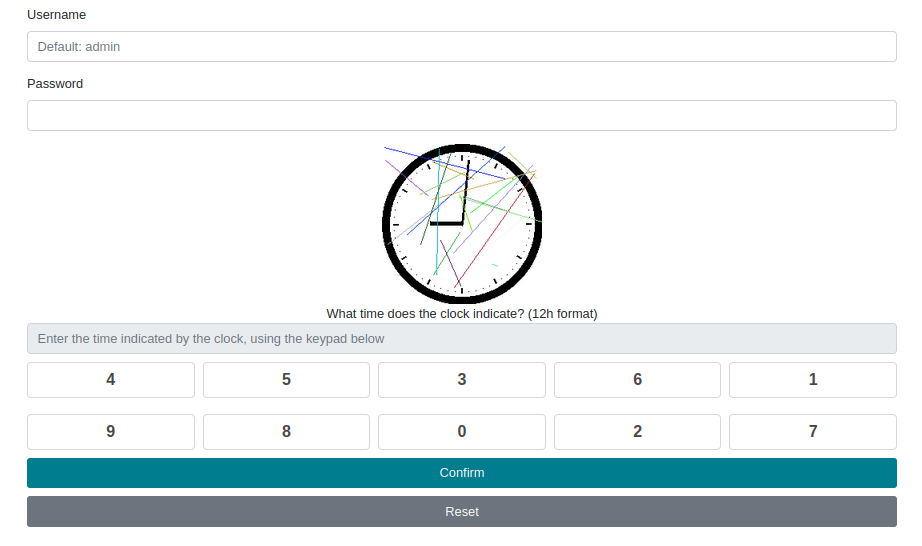 Username
Default: admin
Password
What time does the clock indicate? (12h format)
Enter the time indicated by the clock, using the keypad below
4 5 3 6 1
9 8 0 2 7
Confirm
Reset